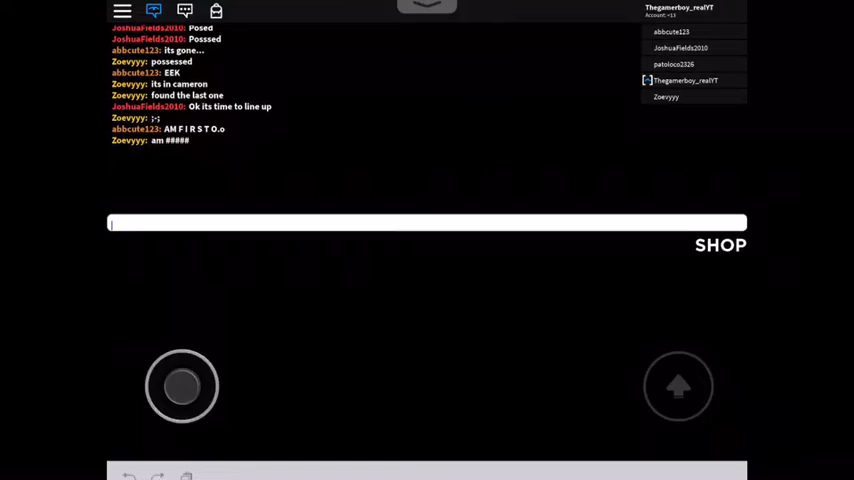 Thegamerboy_realYT
Account: <13
JoshuaFields2010: Posed
JoshuaFields2010: Posssed
abbcute123: its gone...
Zoevyyy: possessed
abbcute123: EEK
Zoevyyy: its in cameron
Zoevyyy: found the last one
JoshuaFields2010: Ok its time to line up
Zoevyyy: ;-;
abbcute123: AM F I R S T O.o
Zoevyyy: am #####
abbcute123
JoshuaFields2010
patoloco2326
Thegamerboy_realYT
Zoevyyy
SHOP